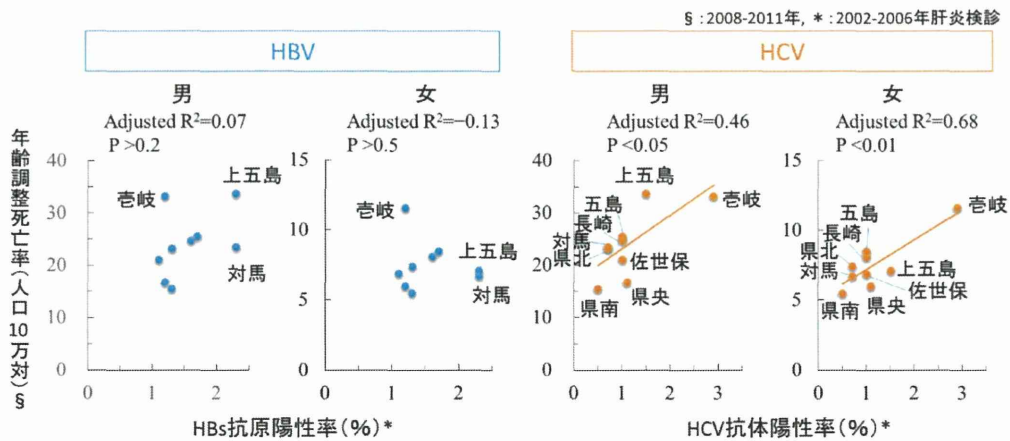 §:2008-2011年, *:2002-2006年肝炎検診
HBV
HCV
男
女
男
女
Adjusted R²=0.07
P >0.2
Adjusted R²=−0.13
P >0.5
Adjusted R²=0.46
P <0.05
Adjusted R²=0.68
P <0.01
年齢調整死亡率(人口10万対)§
40
30
20
10
0
壱岐
上五島
対馬
0
1
2
15
10
5
0
壱岐
上五島
対馬
0
1
2
40
30
20
10
0
上五島
壱岐
五島
長崎
対馬
県北
佐世保
県南
県央
0
1
2
3
15
10
5
0
壱岐
五島
長崎
県北
対馬
上五島
佐世保
県南
県央
0
1
2
3
HBs抗原陽性率(%)*
HCV抗体陽性率(%)*